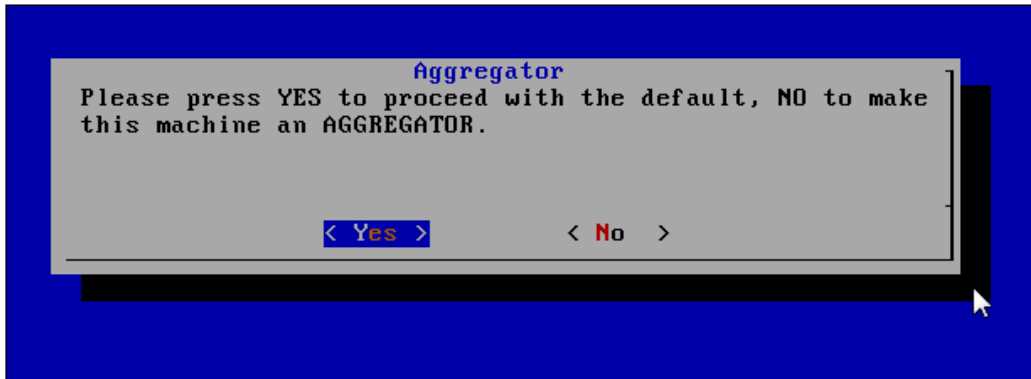 Aggregator
Please press YES to proceed with the default, NO to make
this machine an AGGREGATOR.
< Yes > < No >